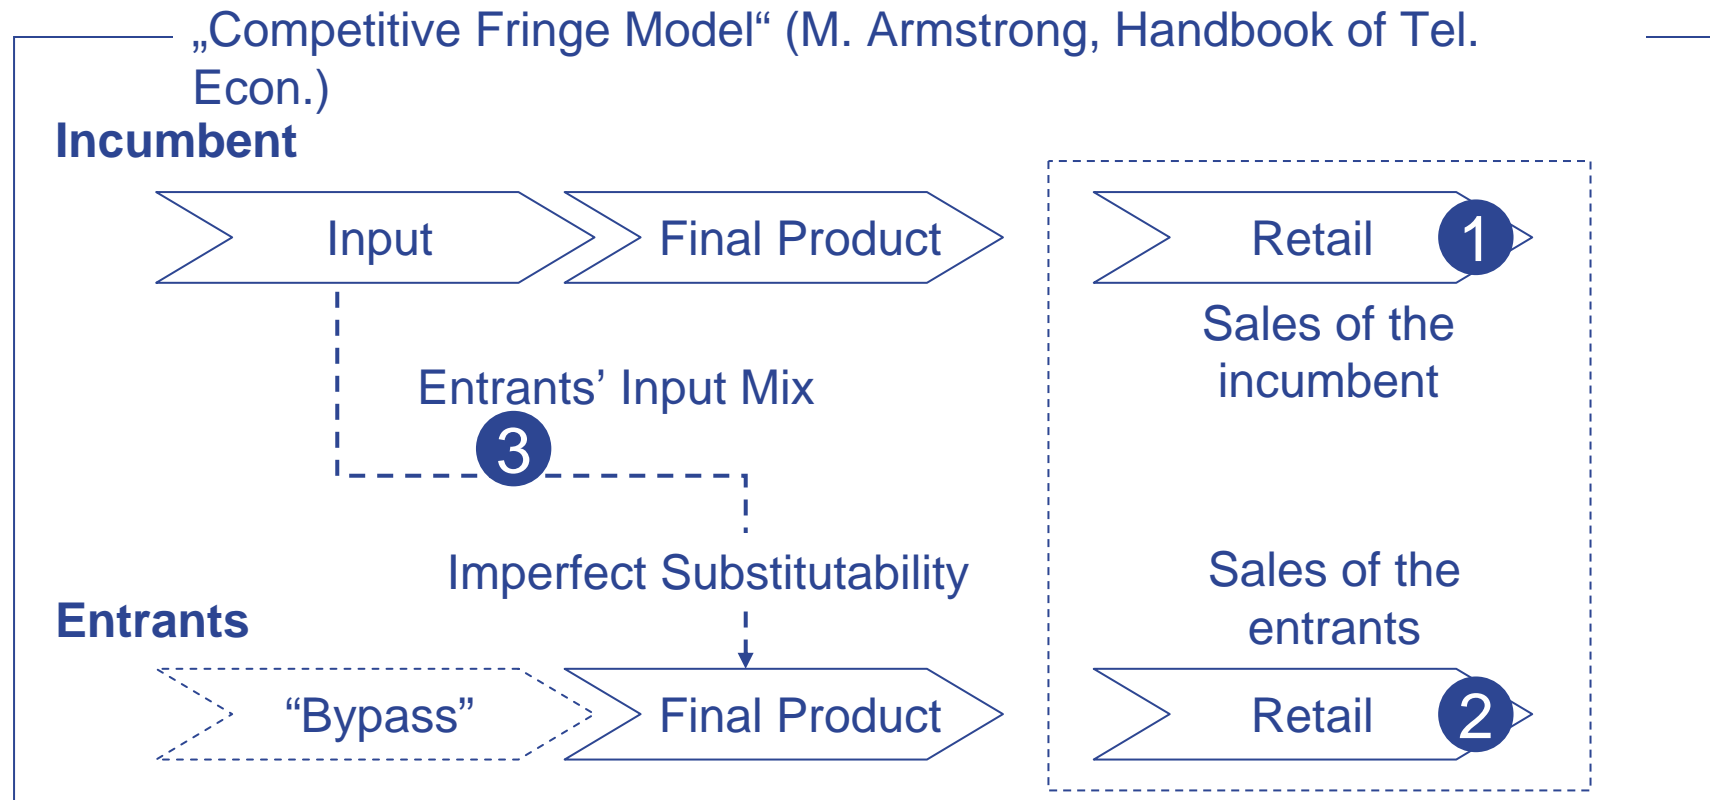 „Competitive Fringe Model“ (M. Armstrong, Handbook of Tel.
Econ.)
Incumbent
Input
Final Product
Retail
1
Sales of the
incumbent
Entrants’ Input Mix
3
Imperfect Substitutability
Sales of the
entrants
Entrants
“Bypass”
Final Product
Retail
2